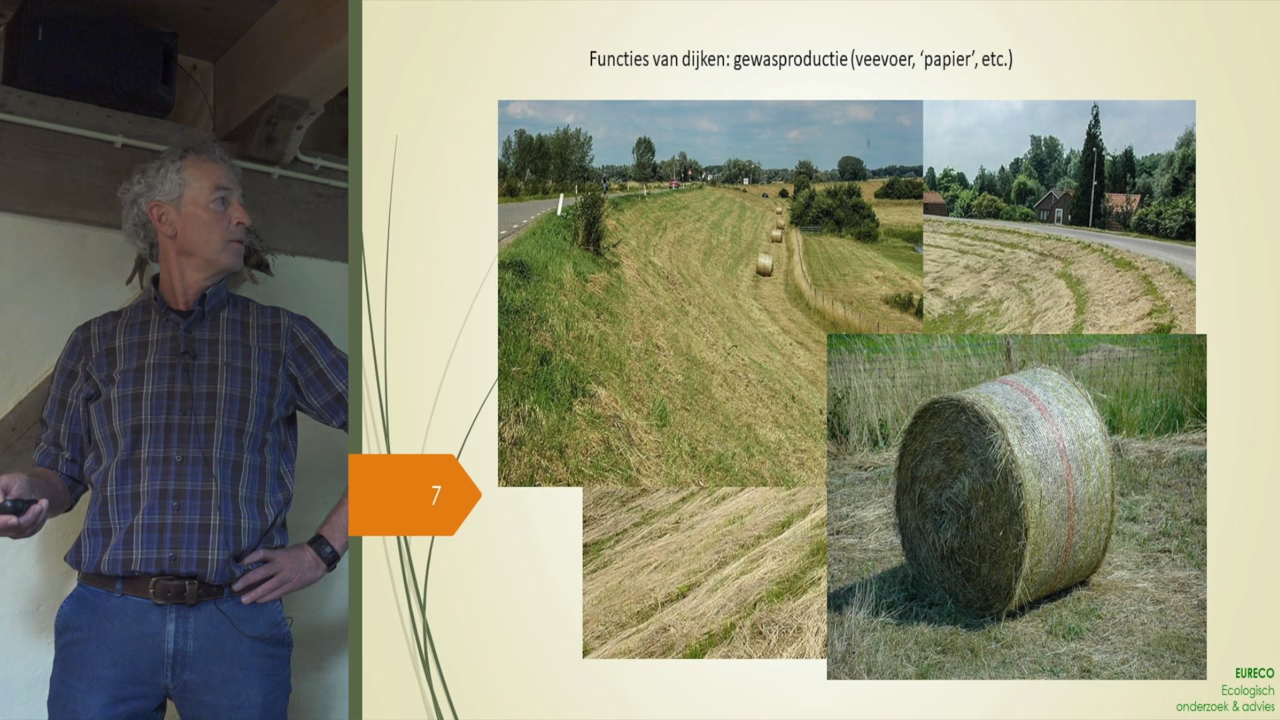 Functies van dijken: gewasproductie (veevoer, ‘papier’, etc.)
7
EURECO
Ecologisch
onderzoek & advies